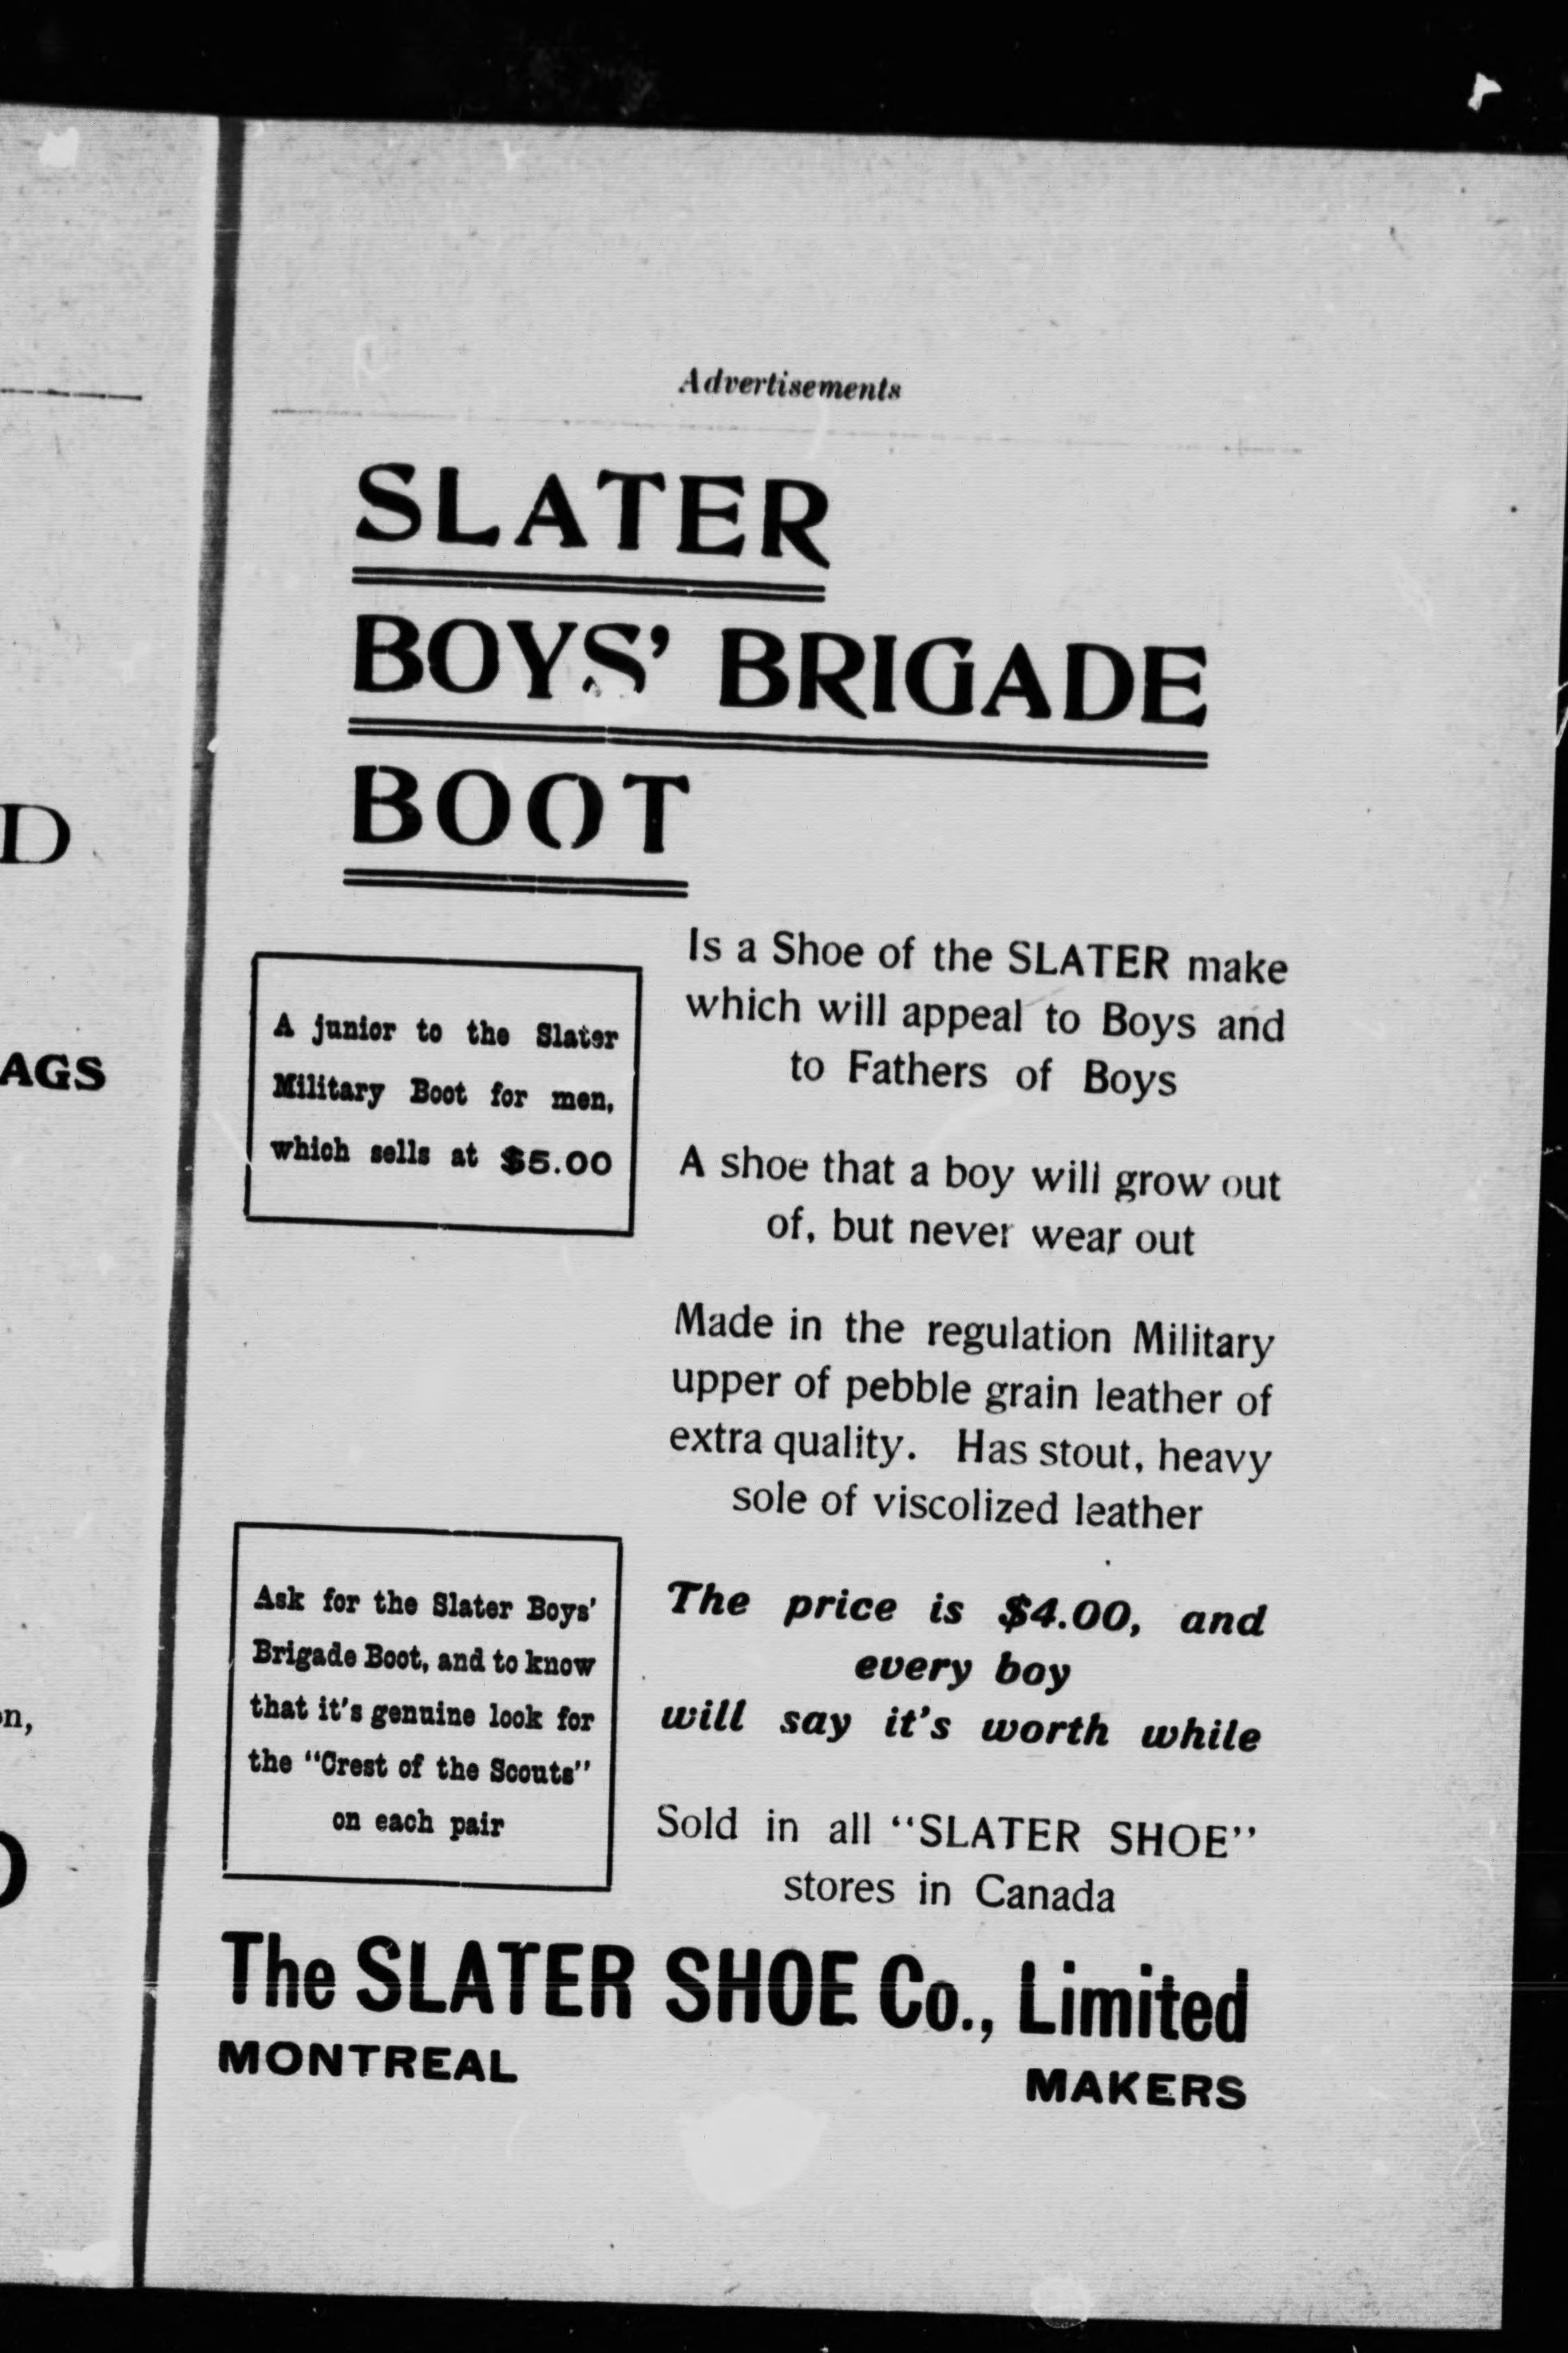 Advertisements
SLATER
BOYS' BRIGADE
BOOT
Is a Shoe of the SLATER make
which will appeal to Boys and
to Fathers of Boys
A junior to the Slater
Military Boot for men,
which sells at $5.00
A shoe that a boy will grow out
of, but never wear out
Made in the regulation Military
upper of pebble grain leather of
extra quality. Has stout, heavy
sole of viscolized leather
Ask for the Slater Boys'
Brigade Boot, and to know
that it's genuine look for
the "Crest of the Scouts"
on each pair
The price is $4.00, and
every boy
will say it's worth while
Sold in all "SLATER SHOE"
stores in Canada
The SLATER SHOE Co., Limited
MONTREAL
MAKERS